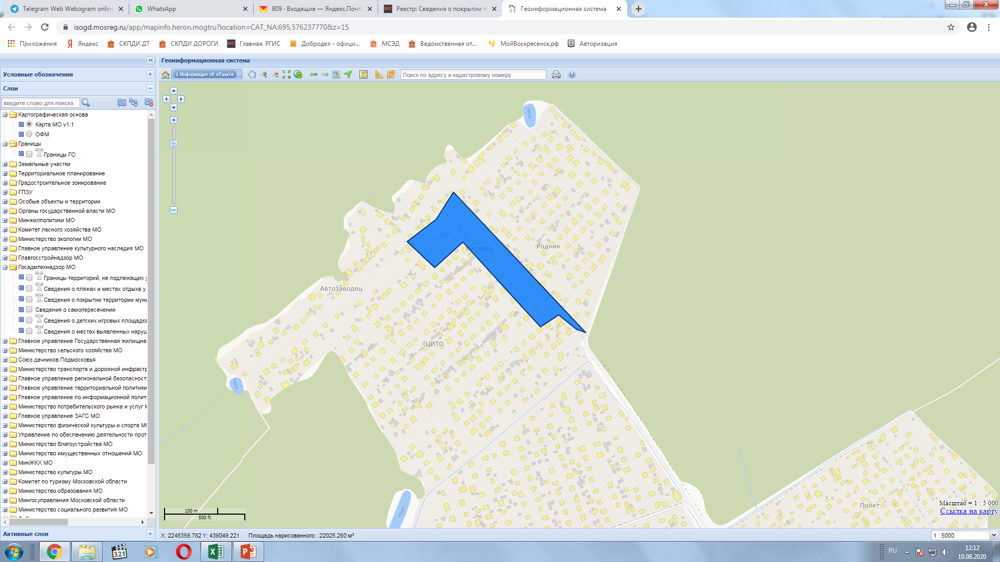 Telegram Web Webogram online
WhatsApp
809 · Входящие — Яндекс.Почта
Реестр: Сведения о покрытии т
Геоинформационная система
isogd.mosreg.ru/app/mapinfo.heron.mogtru?location=CAT_NA:695,576237770&z=15
Приложения
Яндекс
СКПДИ ДТ
СКПДИ ДОРОГИ
Главная. РГИС
Добродел - офици...
МСЭД
Ведомственная от...
МойВоскресенск.рф
Авторизация
Геоинформационная система
Условные обозначения
Информация об объекте
Поиск по адресу и кадастровому номеру
Слои
введите слово для поиска
Картографическая основа
Карта МО v1.1
ОФМ
Границы
Границы ГО
Земельные участки
Территориальное планирование
Градостроительное зонирование
ГПЗУ
Особые объекты и территории
Органы государственной власти МО
Минжилполитики МО
Комитет лесного хозяйства МО
Министерство экологии МО
Главное управление культурного наследия МО
Главгосстройнадзор МО
Госадмтехнадзор МО
Границы территорий, не подлежащих у
Сведения о пляжах и местах отдыха у
Сведения о покрытии территории муни
Сведения о самопересечении
Сведения о детских игровых площадка
Сведения о местах выявленных наруш
Главное управление Государственная жилищная
Министерство сельского хозяйства МО
Союз дачников Подмосковья
Министерство транспорта и дорожной инфрастр
Главное управление региональной безопасност
Главное управление территориальной политики
Главное управление по информационной полит
Министерство потребительского рынка и услуг М
Главное управление ЗАГС МО
Министерство физической культуры и спорта МО
Управление по обеспечению деятельности прот
Министерство благоустройства МО
Министерство имущественных отношений МО
МинЖКХ МО
Министерство культуры МО
Комитет по туризму Московской области
Министерство образования МО
Мингосуправления Московской области
Министерство социального развития МО
Активные слои
пруд
Родник
Октябрь
Автозаводец
ЦИТО
пруд
пруд
Полет
100 m
500 ft
Масштаб = 1 : 5 000
Ссылка на карту
X: 2245356.782 Y: 439049.221
Площадь нарисованного : 22025.260 м²
1 : 5000
321
RU
12:12
10.08.2020